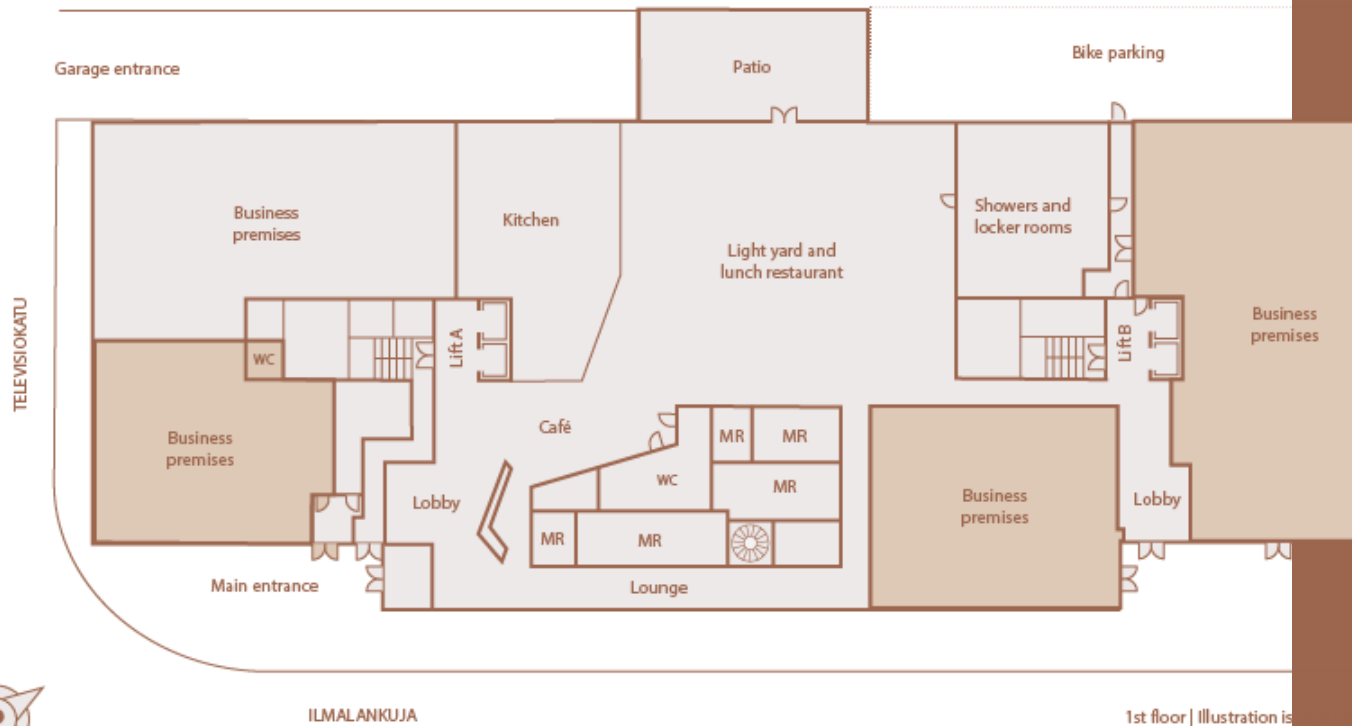 Garage entrance
Patio
Bike parking
Business
premises
Kitchen
Light yard and
lunch restaurant
Showers and
locker rooms
Business
premises
TELEVISIOKATU
WC
Lift A
Lift B
Business
premises
Café
MR
MR
WC
MR
Lobby
MR
MR
Business
premises
Lobby
Main entrance
Lounge
ILMALANKUJA
1st floor | Illustration is